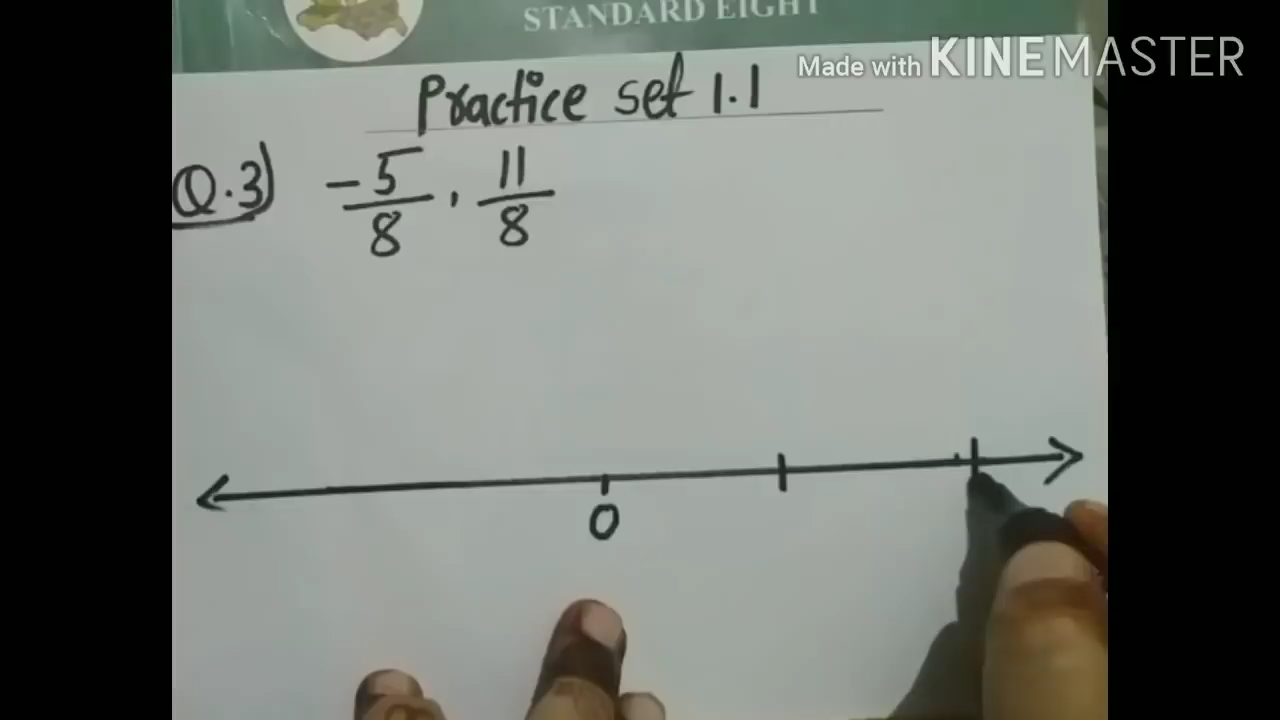 STANDARD EIGHT
Made with KINEMASTER
Practice set 1.1
Q.3) -5/8, 11/8
0